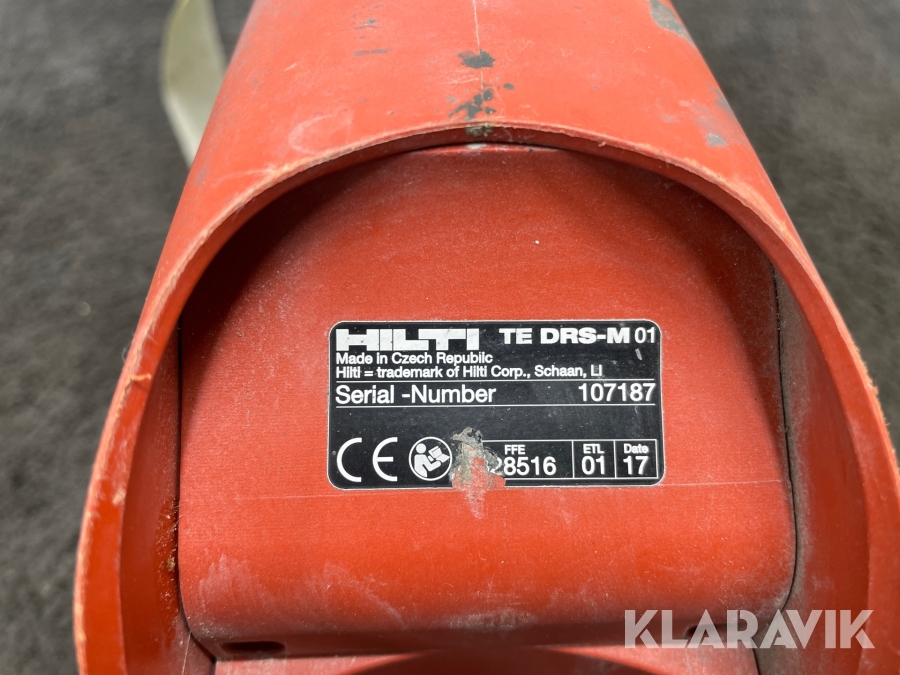 HILTI TE DRS-M 01
Made in Czech Republic
Hilti = trademark of Hilti Corp., Schaan, LI
Serial -Number 107187
CE FFE ETL Date
01 17
KLARAVIK